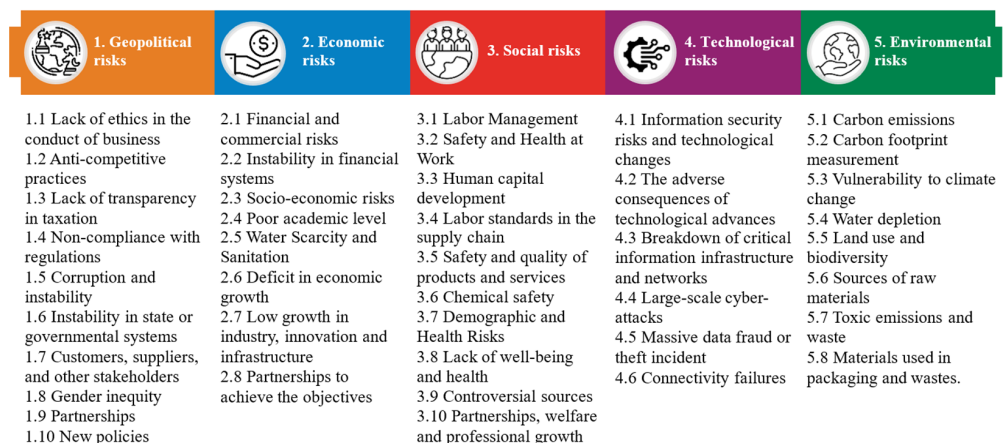 1. Geopolitical
risks
1.1 Lack of ethics in the
conduct of business
1.2 Anti-competitive
practices
1.3 Lack of transparency
in taxation
1.4 Non-compliance with
regulations
1.5 Corruption and
instability
1.6 Instability in state or
governmental systems
1.7 Customers, suppliers,
and other stakeholders
1.8 Gender inequity
1.9 Partnerships
1.10 New policies
2. Economic
risks
2.1 Financial and
commercial risks
2.2 Instability in financial
systems
2.3 Socio-economic risks
2.4 Poor academic level
2.5 Water Scarcity and
Sanitation
2.6 Deficit in economic
growth
2.7 Low growth in
industry, innovation and
infrastructure
2.8 Partnerships to
achieve the objectives
3. Social risks
3.1 Labor Management
3.2 Safety and Health at
Work
3.3 Human capital
development
3.4 Labor standards in the
supply chain
3.5 Safety and quality of
products and services
3.6 Chemical safety
3.7 Demographic and
Health Risks
3.8 Lack of well-being
and health
3.9 Controversial sources
3.10 Partnerships, welfare
and professional growth
4. Technological
risks
4.1 Information security
risks and technological
changes
4.2 The adverse
consequences of
technological advances
4.3 Breakdown of critical
information infrastructure
and networks
4.4 Large-scale cyber-
attacks
4.5 Massive data fraud or
theft incident
4.6 Connectivity failures
5. Environmental
risks
5.1 Carbon emissions
5.2 Carbon footprint
measurement
5.3 Vulnerability to climate
change
5.4 Water depletion
5.5 Land use and
biodiversity
5.6 Sources of raw
materials
5.7 Toxic emissions and
waste
5.8 Materials used in
packaging and wastes.